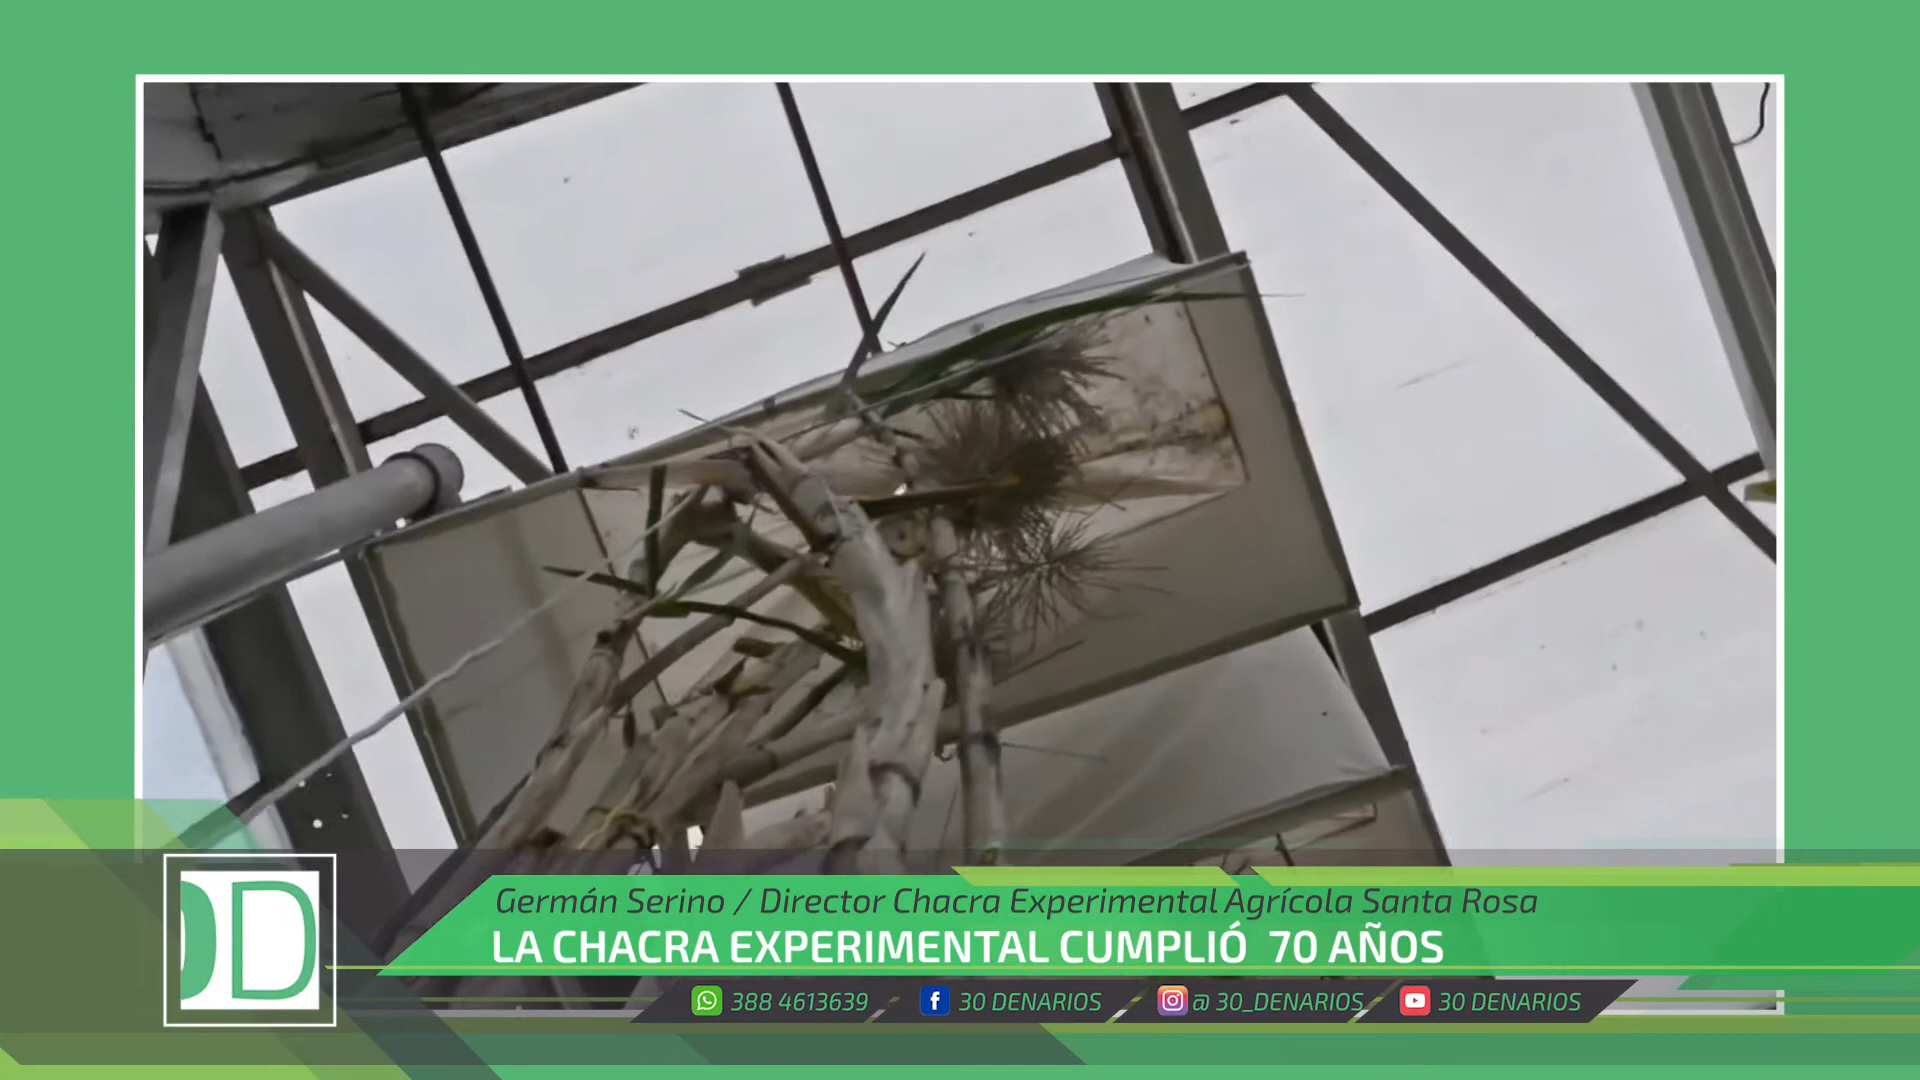 Germán Serino / Director Chacra Experimental Agrícola Santa Rosa
LA CHACRA EXPERIMENTAL CUMPLIÓ 70 AÑOS
D
388 4613639 30 DENARIOS @ 30_DENARIOS 30 DENARIOS